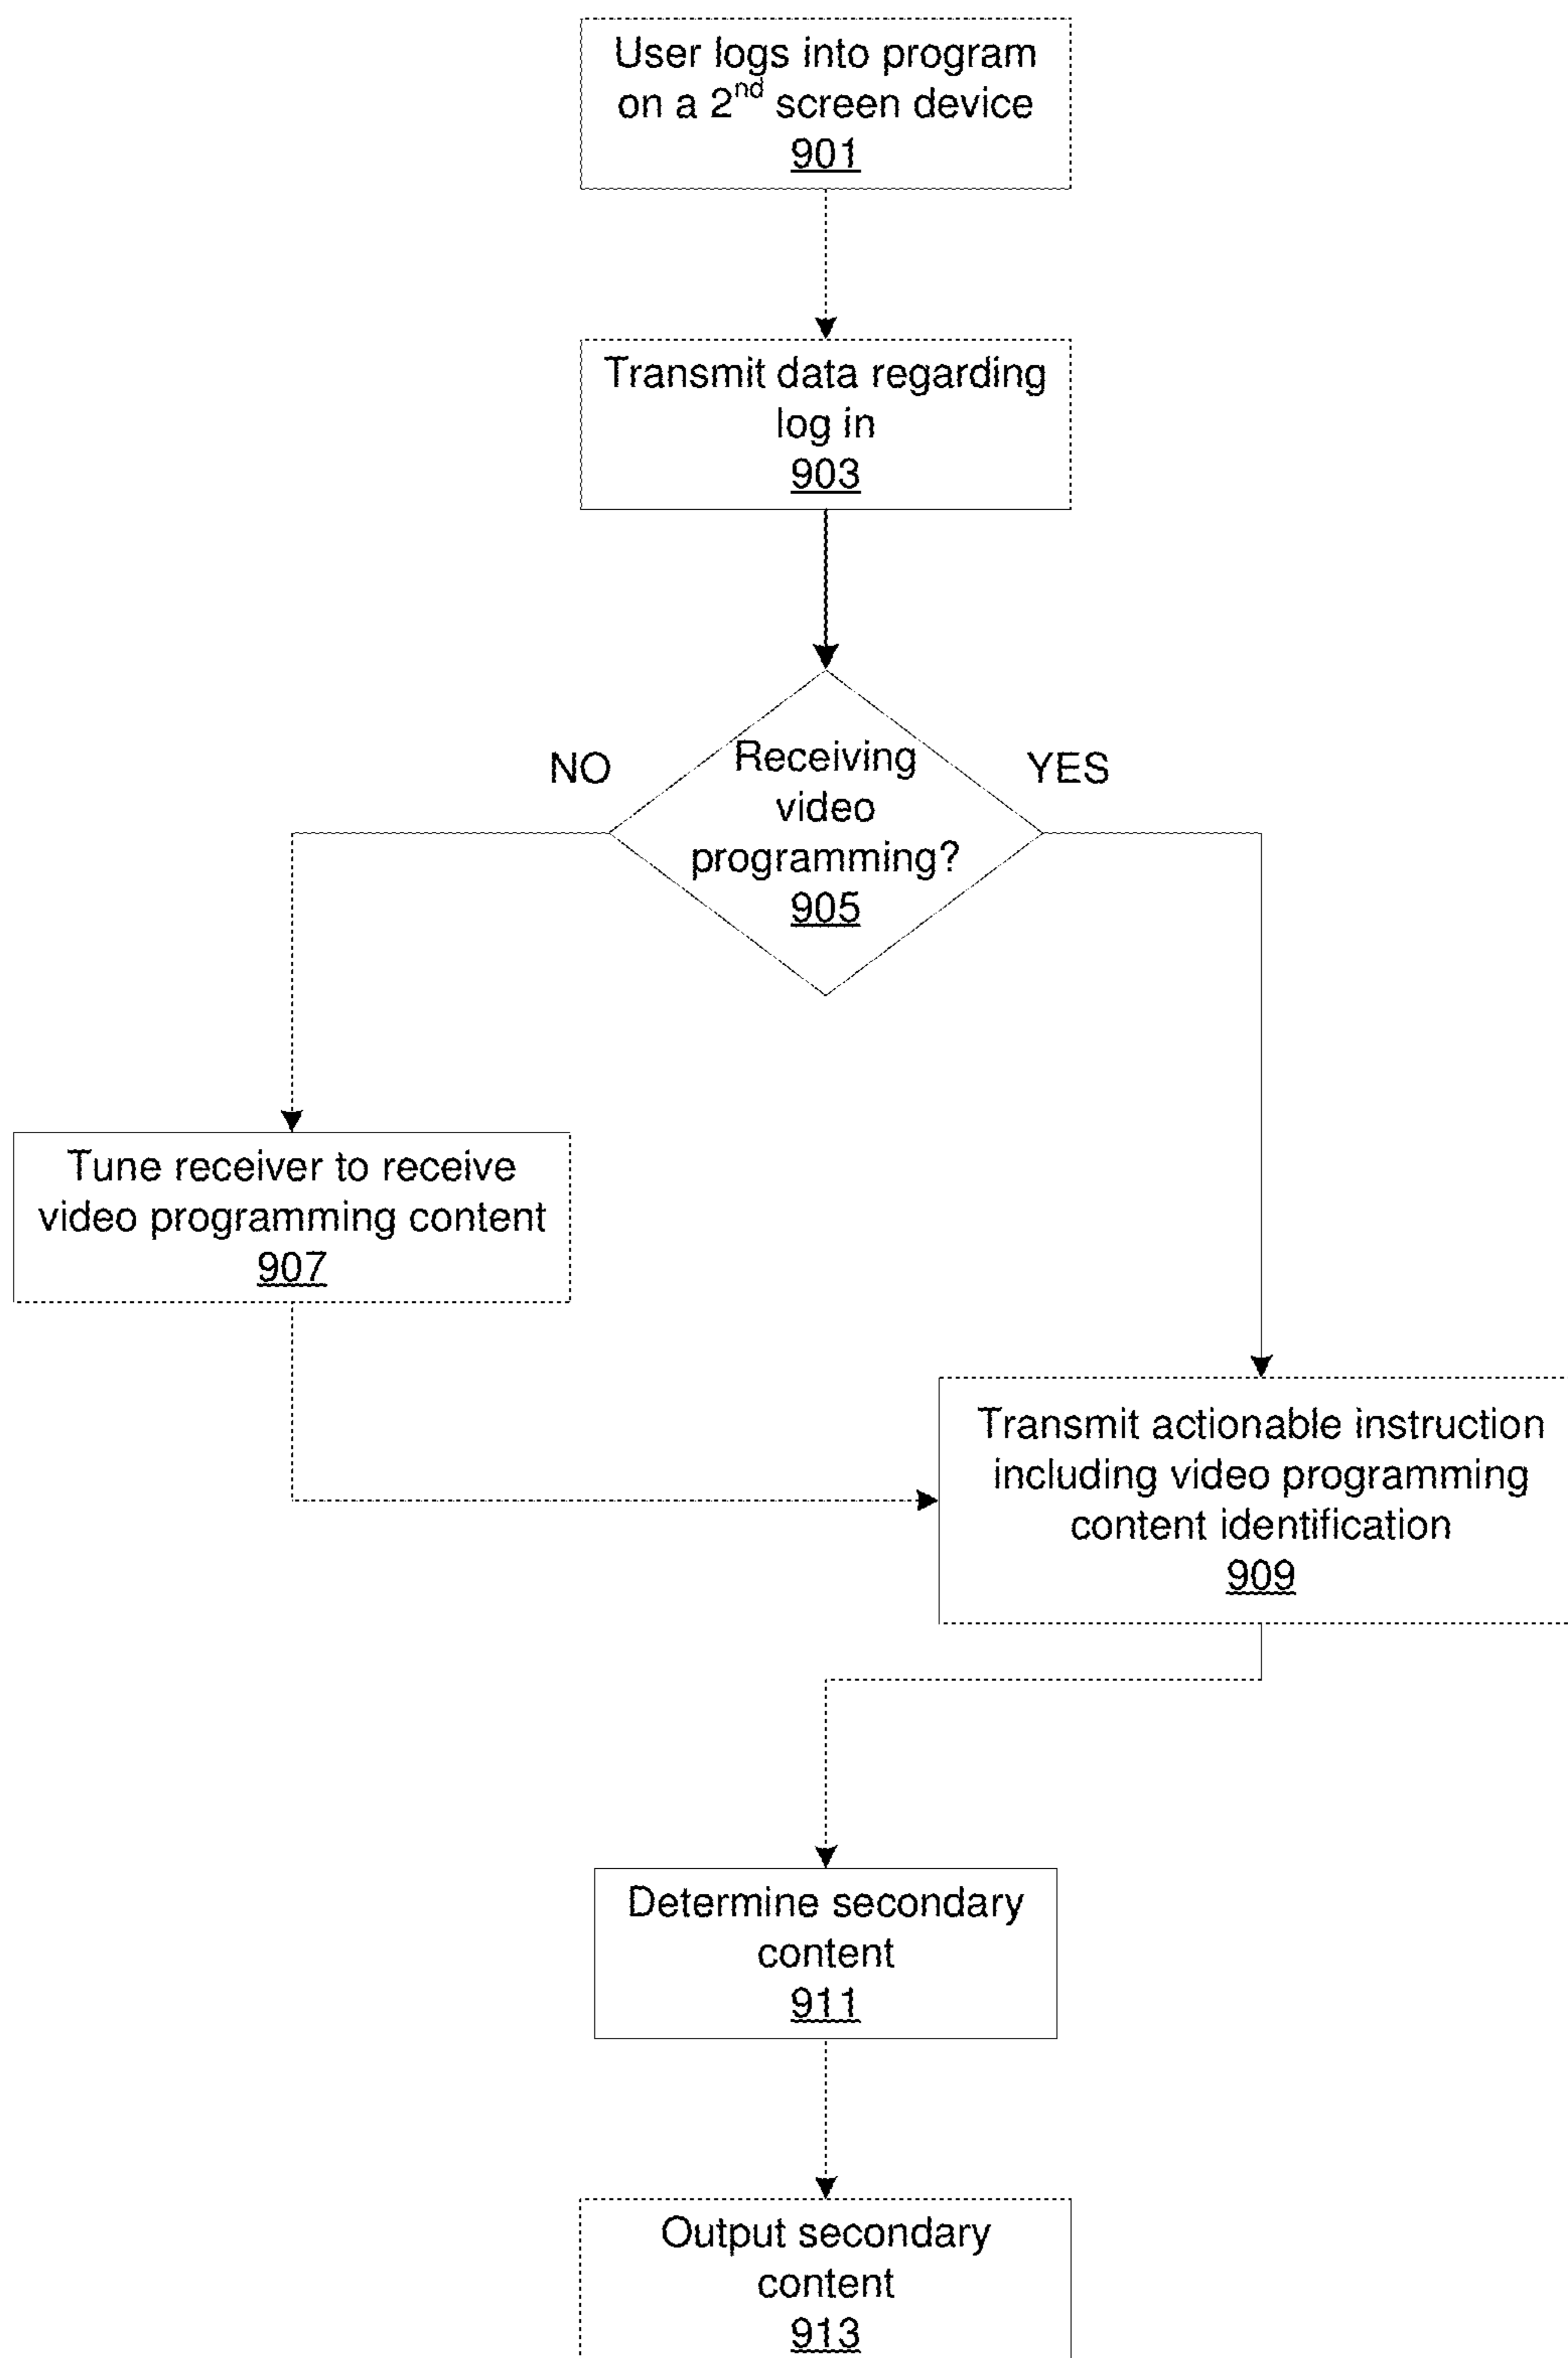 User logs into program
on a 2nd screen device
901
Transmit data regarding
log in
903
NO
YES
Receiving
video
programming?
905
Tune receiver to receive
video programming content
907
Transmit actionable instruction
including video programming
content identification
909
Determine secondary
content
911
Output secondary
content
913